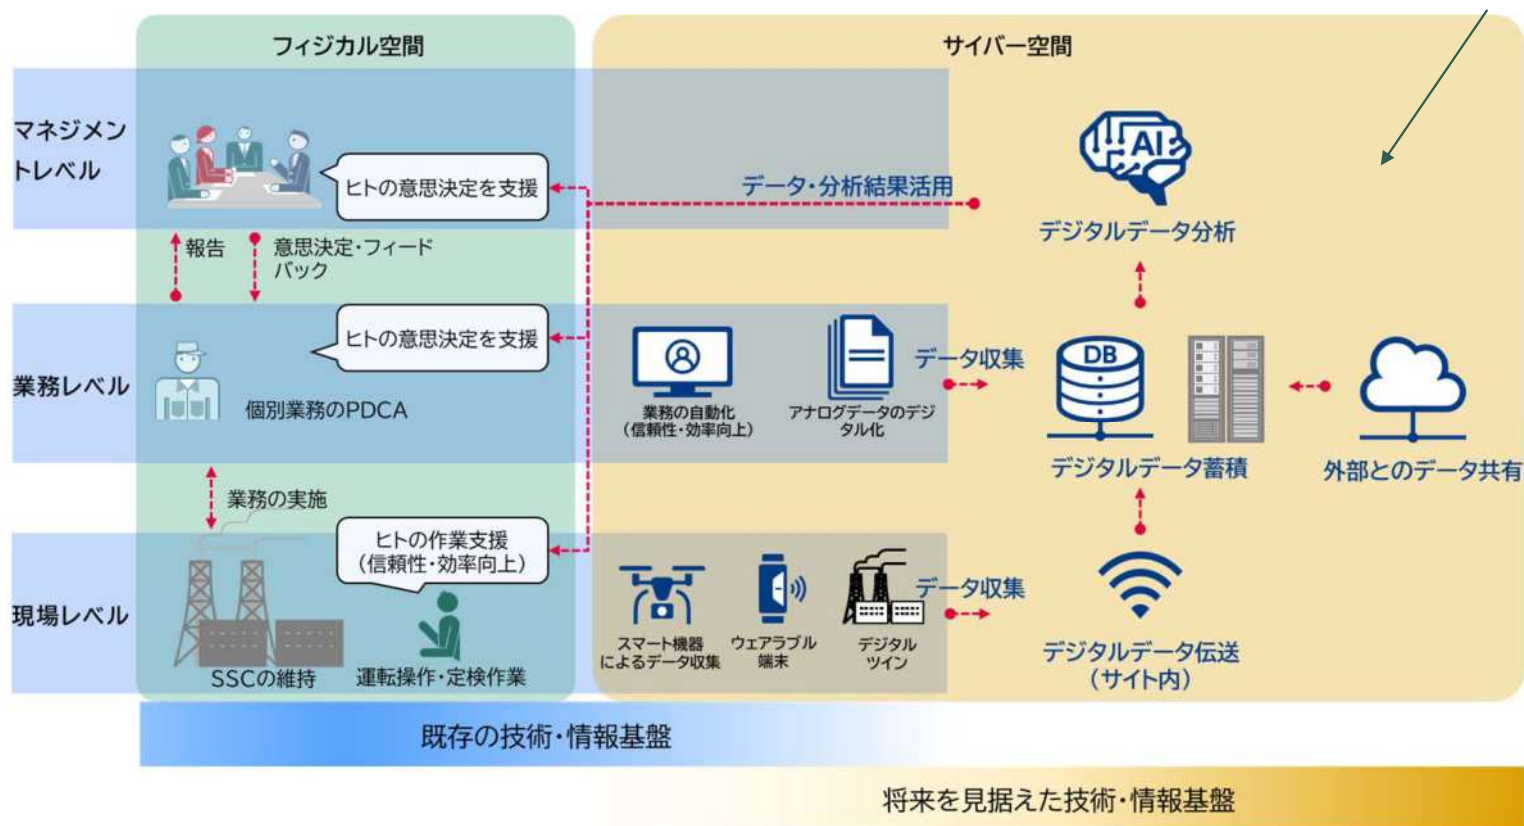 フィジカル空間
サイバー空間
マネジメン
トレベル
ヒトの意思決定を支援
データ・分析結果活用
AI
デジタルデータ分析
報告
意思決定・フィード
バック
業務レベル
ヒトの意思決定を支援
個別業務のPDCA
業務の自動化
（信頼性・効率向上）
アナログデータのデジ
タル化
データ収集
DB
デジタルデータ蓄積
外部とのデータ共有
業務の実施
現場レベル
ヒトの作業支援
（信頼性・効率向上）
SSCの維持
運転操作・定検作業
スマート機器
によるデータ収集
ウェアラブル
端末
デジタル
ツイン
データ収集
デジタルデータ伝送
（サイト内）
既存の技術・情報基盤
将来を見据えた技術・情報基盤